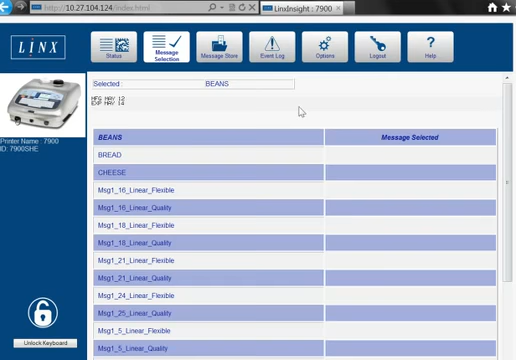 http://10.27.104.124/index.html
LinxInsight : 7900
LINX
Status
Message Selection
Message Store
Event Log
Options
Logout
Help
Selected : BEANS
MFG MAY 12
EXP MAY 14
Printer Name : 7900
ID: 7900SHE
BEANS Message Selected
BREAD
CHEESE
Msg1_16_Linear_Flexible
Msg1_16_Linear_Quality
Msg1_18_Linear_Flexible
Msg1_18_Linear_Quality
Msg1_21_Linear_Flexible
Msg1_21_Linear_Quality
Msg1_24_Linear_Flexible
Msg1_25_Linear_Quality
Msg1_5_Linear_Flexible
Msg1_5_Linear_Quality
Unlock Keyboard